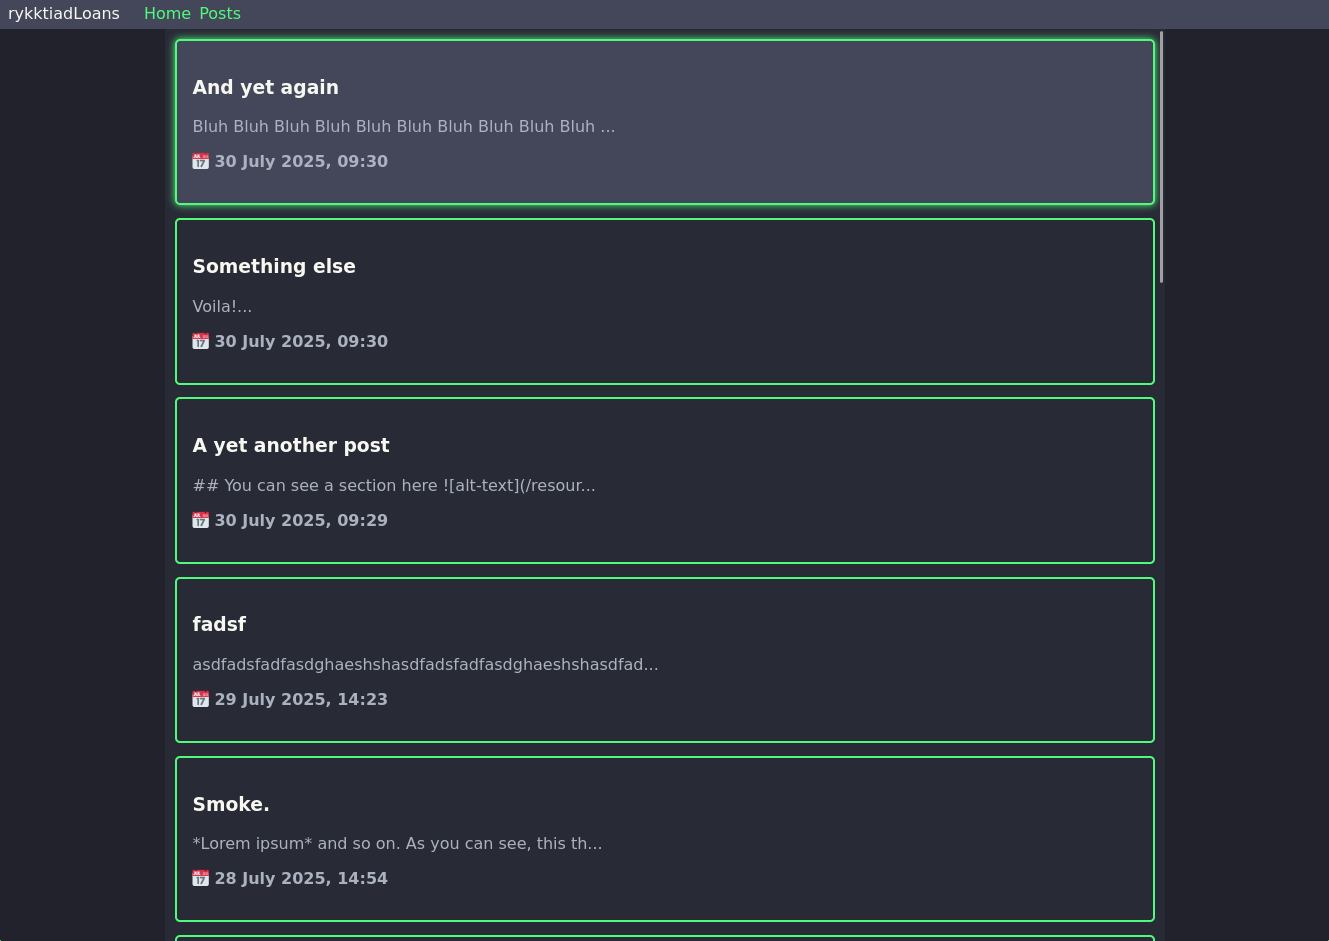 rykktiadLoans Home Posts
And yet again
Bluh Bluh Bluh Bluh Bluh Bluh Bluh Bluh Bluh Bluh ...
📅 30 July 2025, 09:30
Something else
Voila!...
📅 30 July 2025, 09:30
A yet another post
## You can see a section here ![alt-text](/resour...
📅 30 July 2025, 09:29
fadsf
asdfadsfadfasdghaeshshasdfadsfadfasdghaeshshasdfad...
📅 29 July 2025, 14:23
Smoke.
*Lorem ipsum* and so on. As you can see, this th...
📅 28 July 2025, 14:54